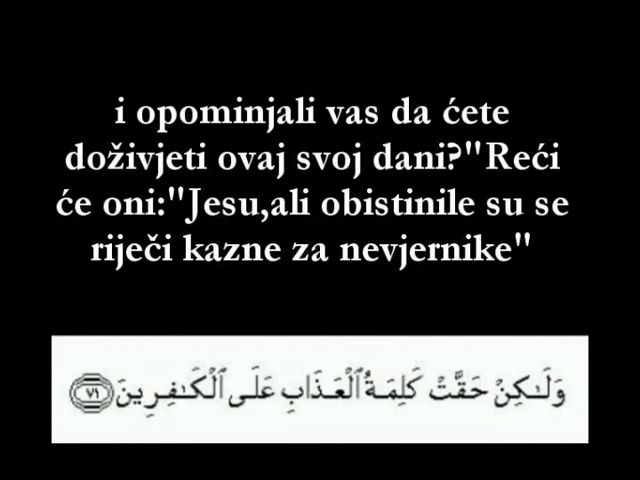 i opominjali vas da ćete
doživjeti ovaj svoj dani?"Reći
će oni:"Jesu,ali obistinile su se
riječi kazne za nevjernike"
وَلَـٰكِنْ حَقَّتْ كَلِمَةُ ٱلْعَذَابِ عَلَى ٱلْكَـٰفِرِينَ ٧١